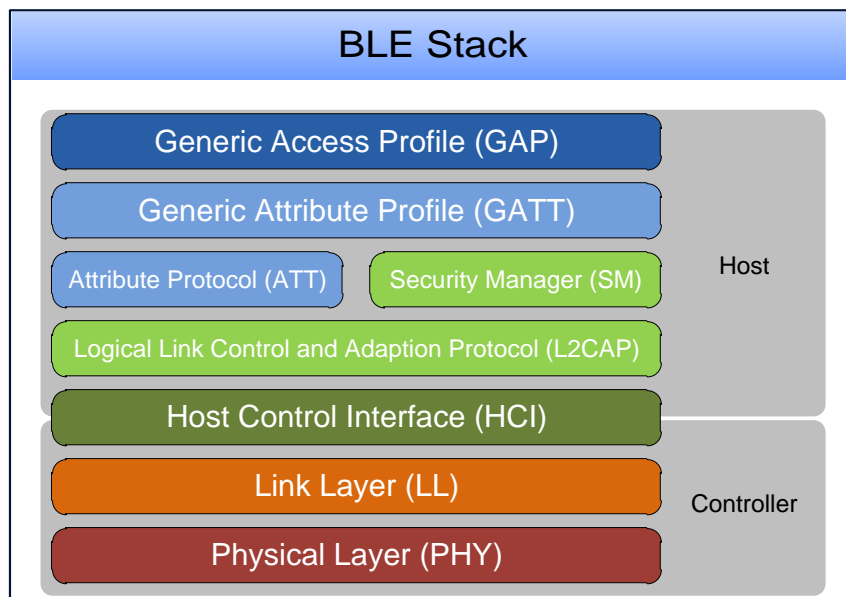 BLE Stack
Generic Access Profile (GAP)
Generic Attribute Profile (GATT)
Attribute Protocol (ATT)
Security Manager (SM)
Host
Logical Link Control and Adaption Protocol (L2CAP)
Host Control Interface (HCI)
Link Layer (LL)
Controller
Physical Layer (PHY)